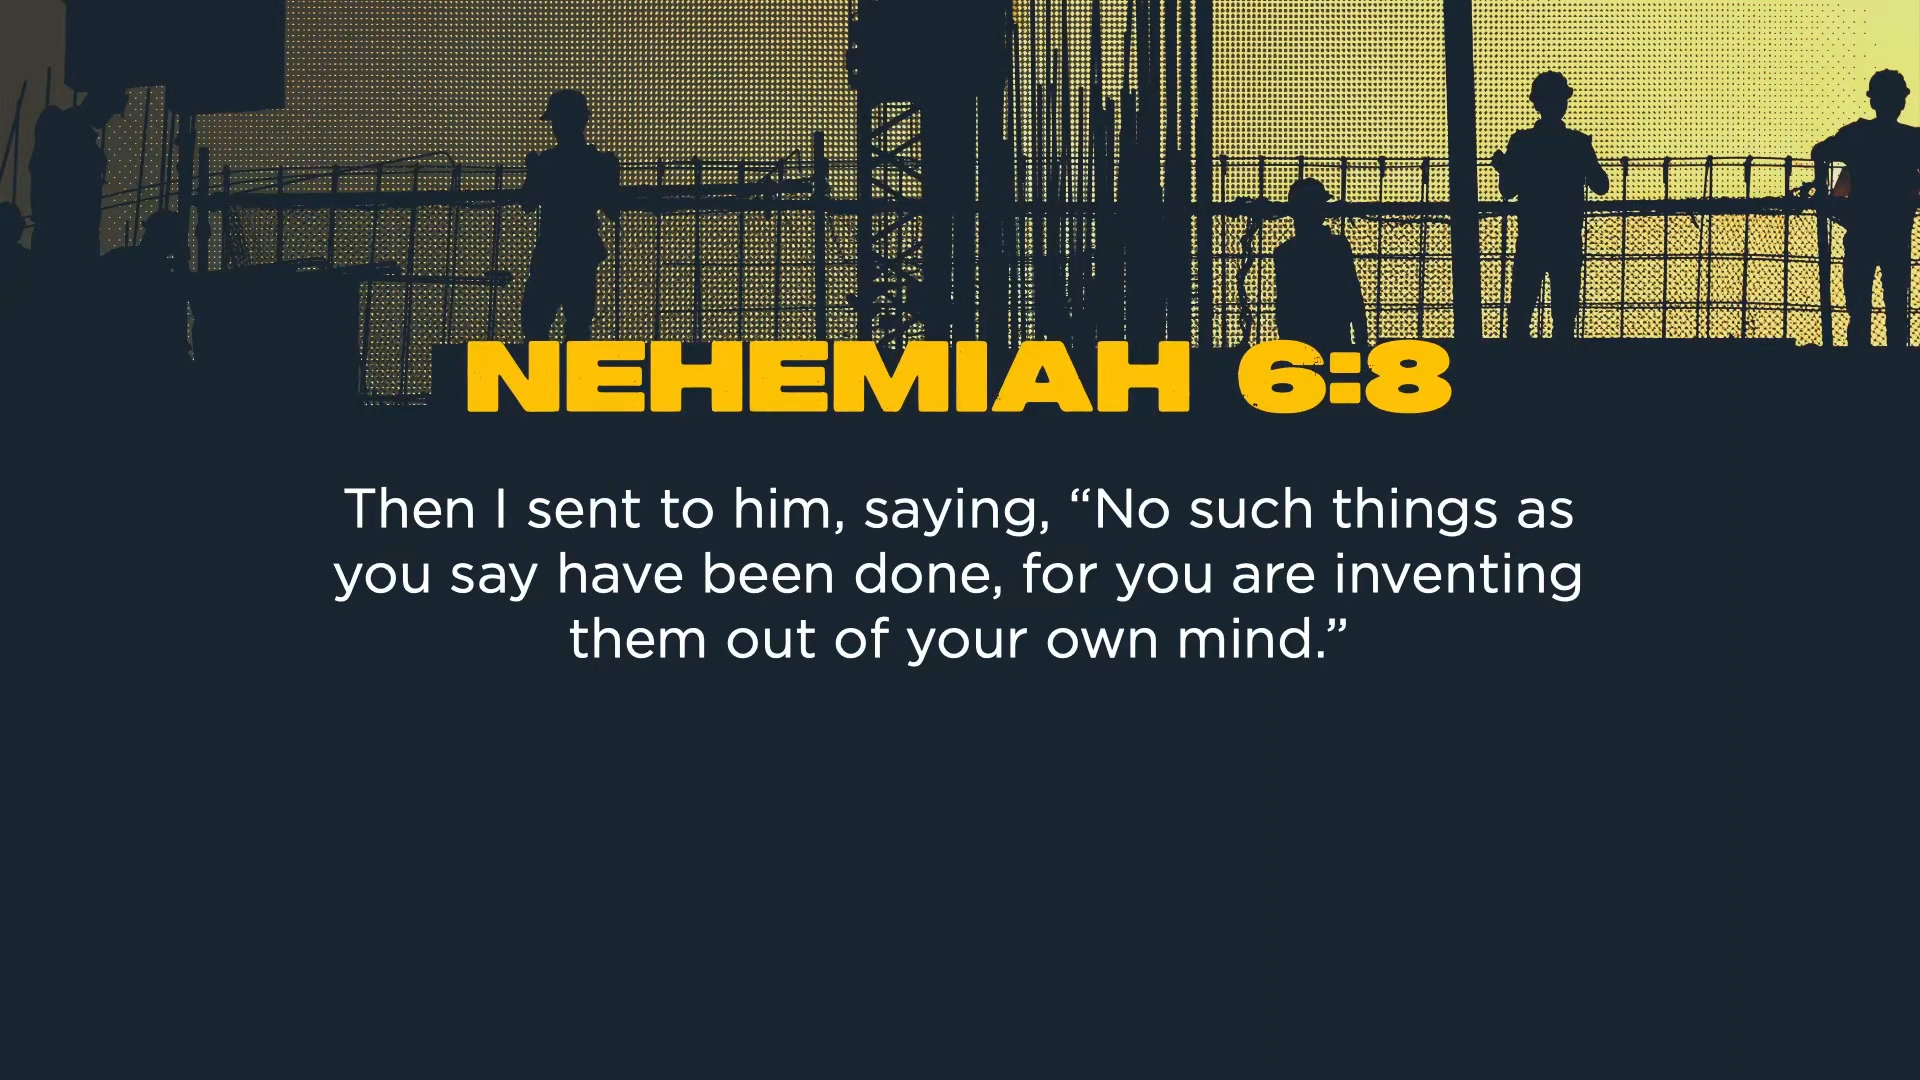 NEHEMIAH 6:8
Then I sent to him, saying, “No such things as
you say have been done, for you are inventing
them out of your own mind.”